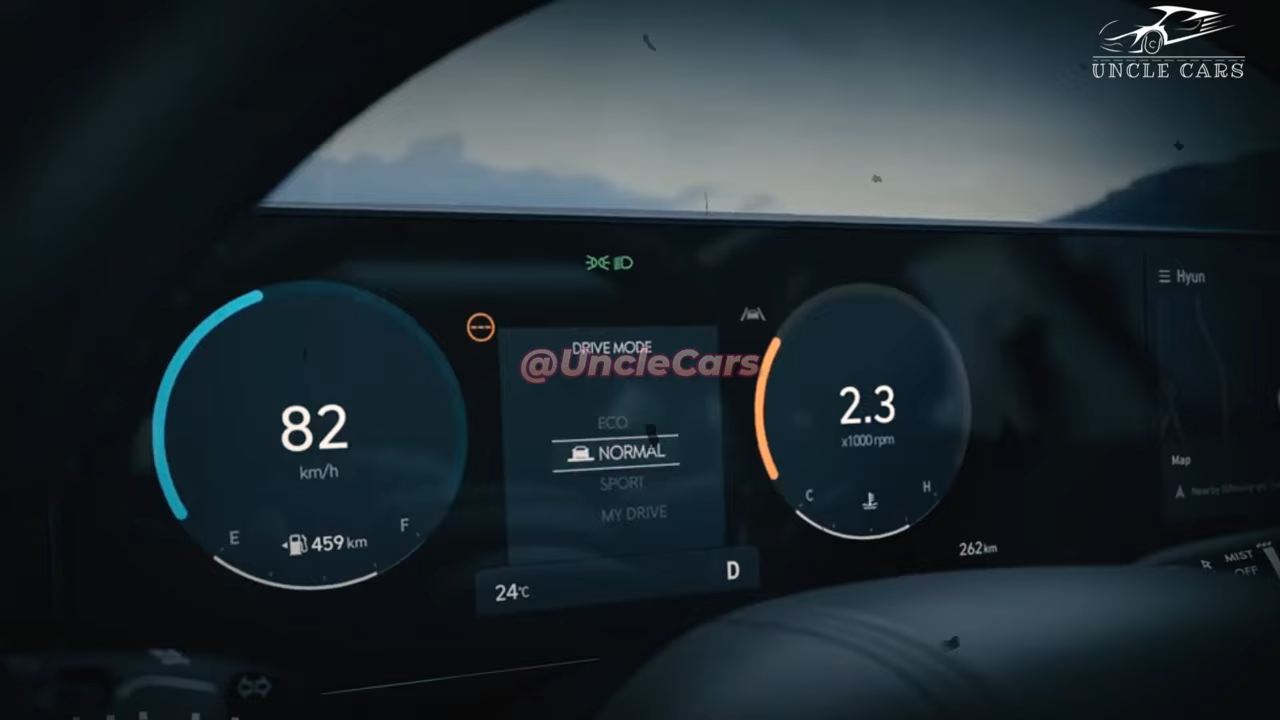 UNCLE CARS
Hyun
DRIVE MODE
@UncleCars
82
km/h
ECO
NORMAL
SPORT
MY DRIVE
2.3
x1000 rpm
C
H
E
F
459 km
Map
262km
24°C
D
MIST
OFF